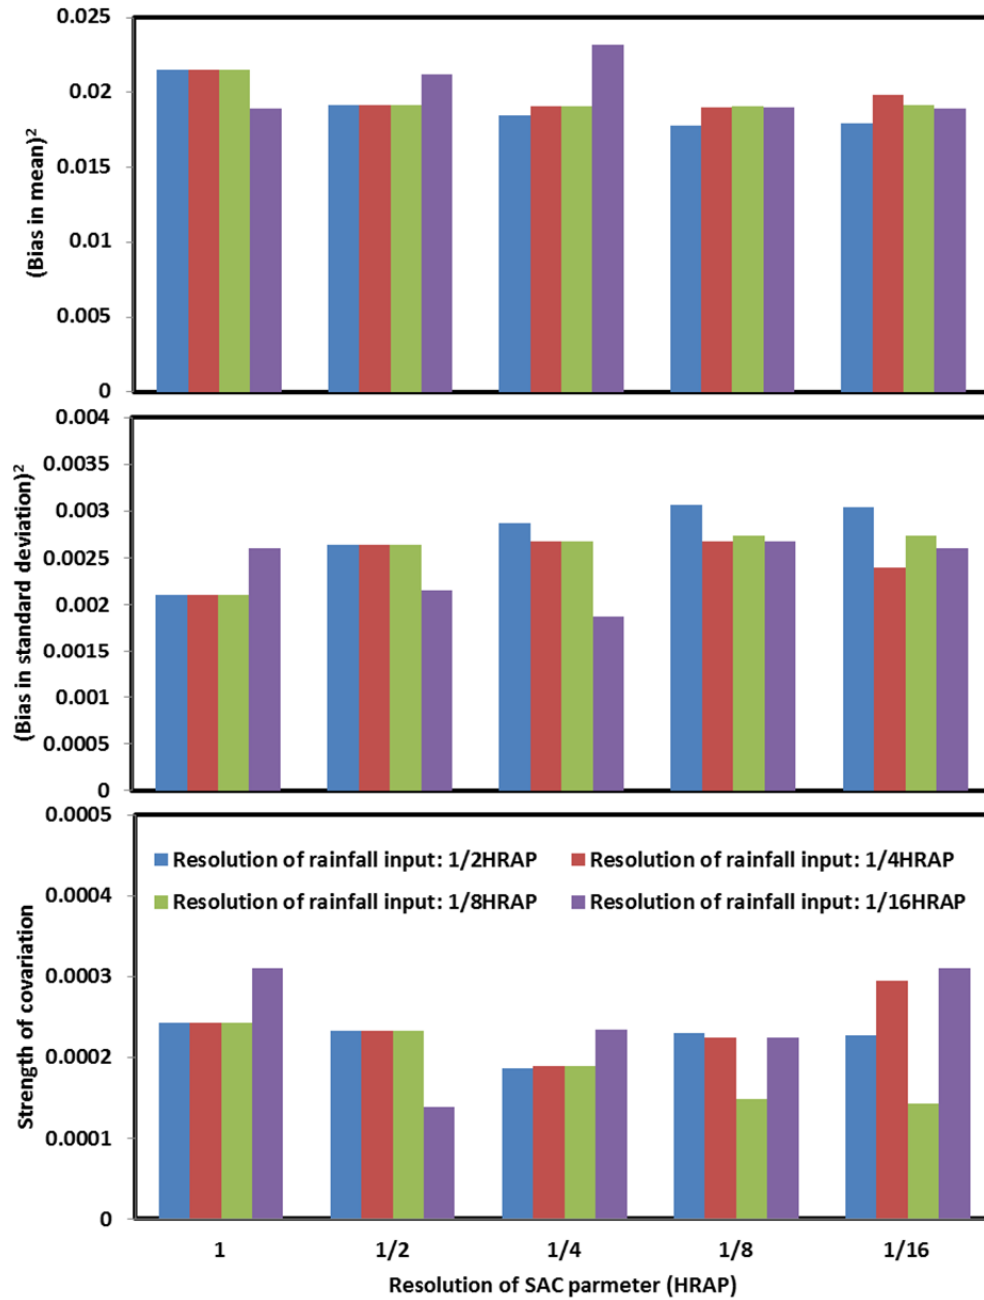 0.025
0.02
0.015
0.01
0.005
0
(Bias in mean)²
0.004
0.0035
0.003
0.0025
0.002
0.0015
0.001
0.0005
0
(Bias in standard deviation)²
0.0005
0.0004
0.0003
0.0002
0.0001
0
Strength of covariation
Resolution of rainfall input: 1/2HRAP
Resolution of rainfall input: 1/4HRAP
Resolution of rainfall input: 1/8HRAP
Resolution of rainfall input: 1/16HRAP
1 1/2 1/4 1/8 1/16
Resolution of SAC parmeter (HRAP)